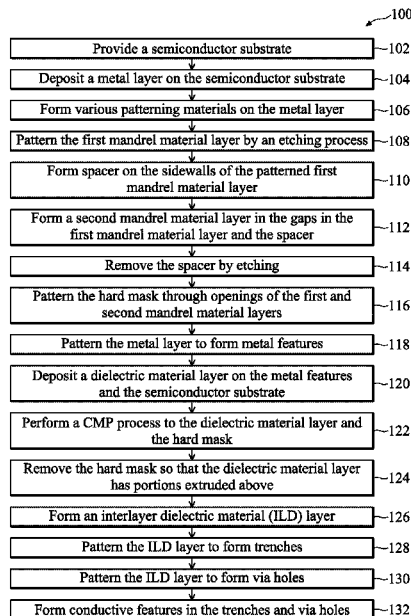 100
Provide a semiconductor substrate 102
Deposit a metal layer on the semiconductor substrate 104
Form various patterning materials on the metal layer 106
Pattern the first mandrel material layer by an etching process 108
Form spacer on the sidewalls of the patterned first
mandrel material layer 110
Form a second mandrel material layer in the gaps in the
first mandrel material layer and the spacer 112
Remove the spacer by etching 114
Pattern the hard mask through openings of the first and
second mandrel material layers 116
Pattern the metal layer to form metal features 118
Deposit a dielectric material layer on the metal features
and the semiconductor substrate 120
Perform a CMP process to the dielectric material layer and
the hard mask 122
Remove the hard mask so that the dielectric material layer
has portions extruded above 124
Form an interlayer dielectric material (ILD) layer 126
Pattern the ILD layer to form trenches 128
Pattern the ILD layer to form via holes 130
Form conductive features in the trenches and via holes 132